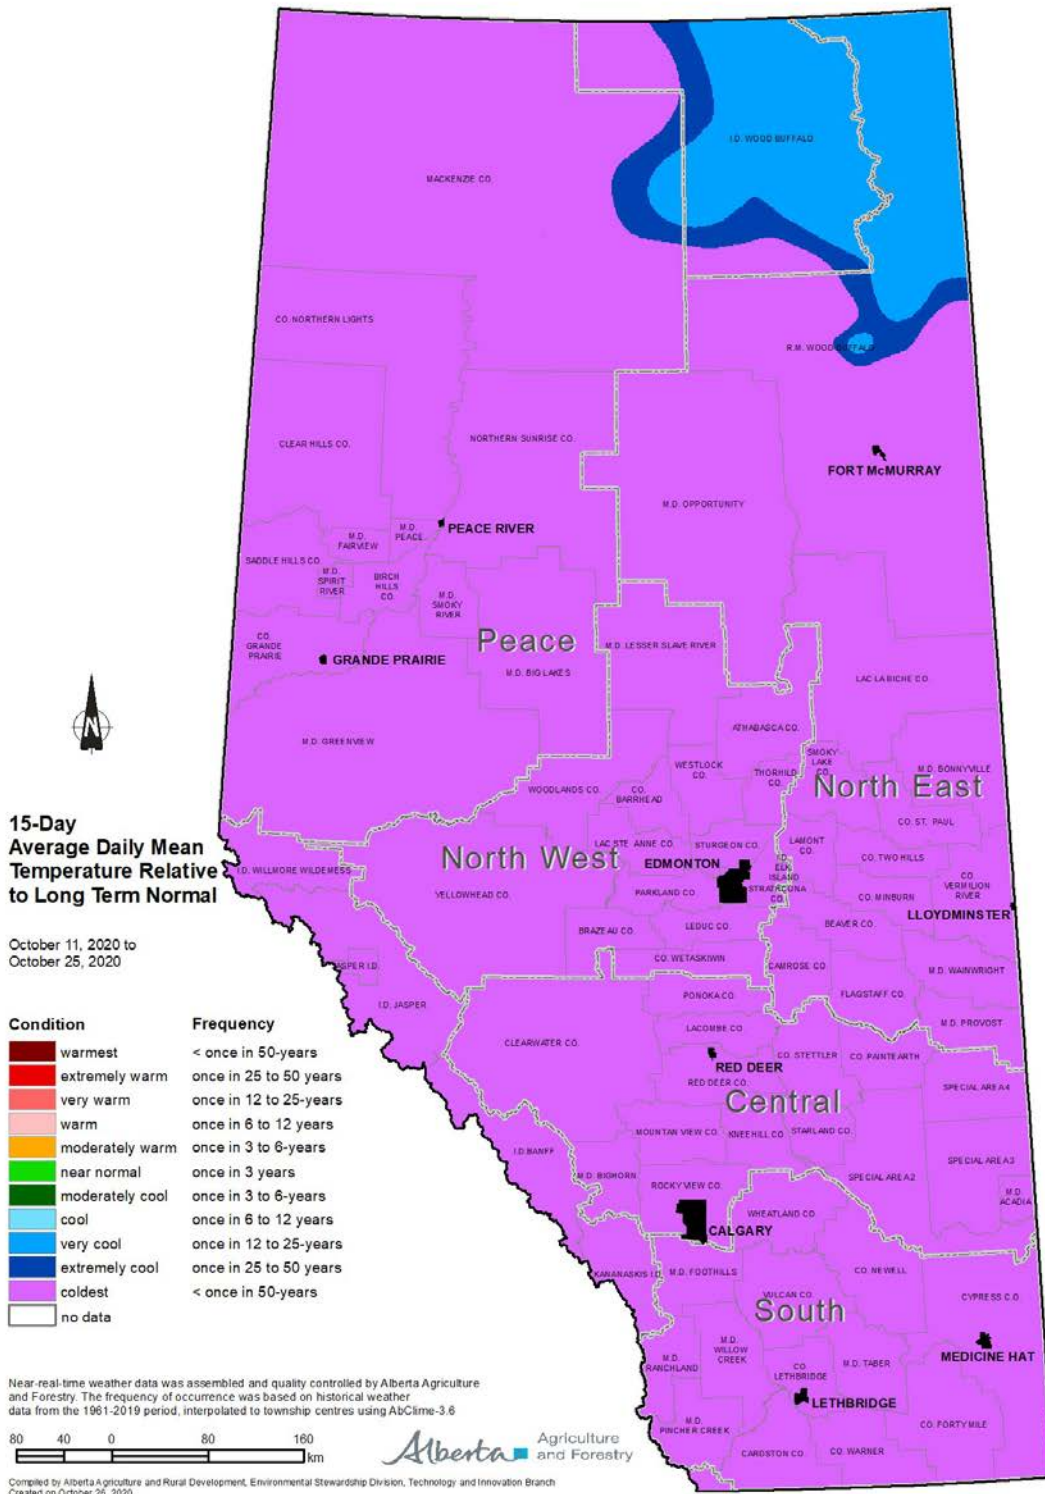 I.D. WOOD BUFFALO
MACKENZIE CO.
CO. NORTHERN LIGHTS
R.M. WOOD BUFFALO
CLEAR HILLS CO.
NORTHERN SUNRISE CO.
FORT McMURRAY
M.D. OPPORTUNITY
PEACE RIVER
M.D.
PEACE
M.D.
FAIRVIEW
SADDLE HILLS CO.
M.D.
SPIRIT
RIVER
BIRCH
HILLS
CO.
M.D.
SMOKY
RIVER
CO.
GRANDE
PRAIRIE
GRANDE PRAIRIE
Peace
M.D. LESSER SLAVE RIVER
M.D. BIG LAKES
LAC LA BICHE CO.
N
M.D. GREENVIEW
ATHABASCA CO.
WESTLOCK
CO.
THORHILD
CO.
SMOKY
LAKE
CO.
M.D. BONNYVILLE
North East
WOODLANDS CO.
CO.
BARRHEAD
CO. ST. PAUL
15-Day
Average Daily Mean
Temperature Relative
to Long Term Normal
LAC STE ANNE CO.
STURGEON CO.
LAMONT
CO.
CO. TWO HILLS
North West
EDMONTON
I.D.
ELK
ISLAND
STRATHCONA
CO.
I.D. WILLMORE WILDERNESS
YELLOWHEAD CO.
PARKLAND CO.
CO. MINBURN
CO.
VERMILION
RIVER
LLOYDMINSTER
BRAZEAU CO.
LEDUC CO.
BEAVER CO.
October 11, 2020 to
October 25, 2020
CO. WETASKIWIN
CAMROSE CO
M.D. WAINWRIGHT
JASPER I.D.
I.D. JASPER
PONOKA CO.
FLAGSTAFF CO.
M.D. PROVOST
CLEARWATER CO.
LACOMBE CO.
RED DEER
RED DEER CO.
CO. STETTLER
CO. PAINTEARTH
SPECIAL AREA 4
Central
MOUNTAN VIEW CO.
KNEEHILL CO.
STARLAND CO.
I.D. BANFF
M.D. BIGHORN
SPECIAL AREA 3
SPECIAL AREA 2
M.D.
ACADIA
ROCKY VIEW CO.
WHEATLAND CO.
CALGARY
KANANASKIS I.D.
M.D. FOOTHILLS
CO. NEWELL
VULCAN CO.
CYPRESS C.O
South
M.D.
WILLOW
CREEK
M.D.
RANCHLAND
CO.
LETHBRIDGE
M.D. TABER
MEDICINE HAT
LETHBRIDGE
M.D.
PINCHER CREEK
CO. FORTY MILE
CARDSTON CO.
CO. WARNER
Condition Frequency
warmest < once in 50-years
extremely warm once in 25 to 50 years
very warm once in 12 to 25-years
warm once in 6 to 12 years
moderately warm once in 3 to 6-years
near normal once in 3 years
moderately cool once in 3 to 6-years
cool once in 6 to 12 years
very cool once in 12 to 25-years
extremely cool once in 25 to 50 years
coldest < once in 50-years
no data
Near-real-time weather data was assembled and quality controlled by Alberta Agriculture
and Forestry. The frequency of occurrence was based on historical weather
data from the 1961-2019 period, interpolated to township centres using AbClime-3.6
80 40 0 80 160
km
Alberta Agriculture
and Forestry
Compiled by Alberta Agriculture and Rural Development, Environmental Stewardship Division, Technology and Innovation Branch
Created on October 26, 2020